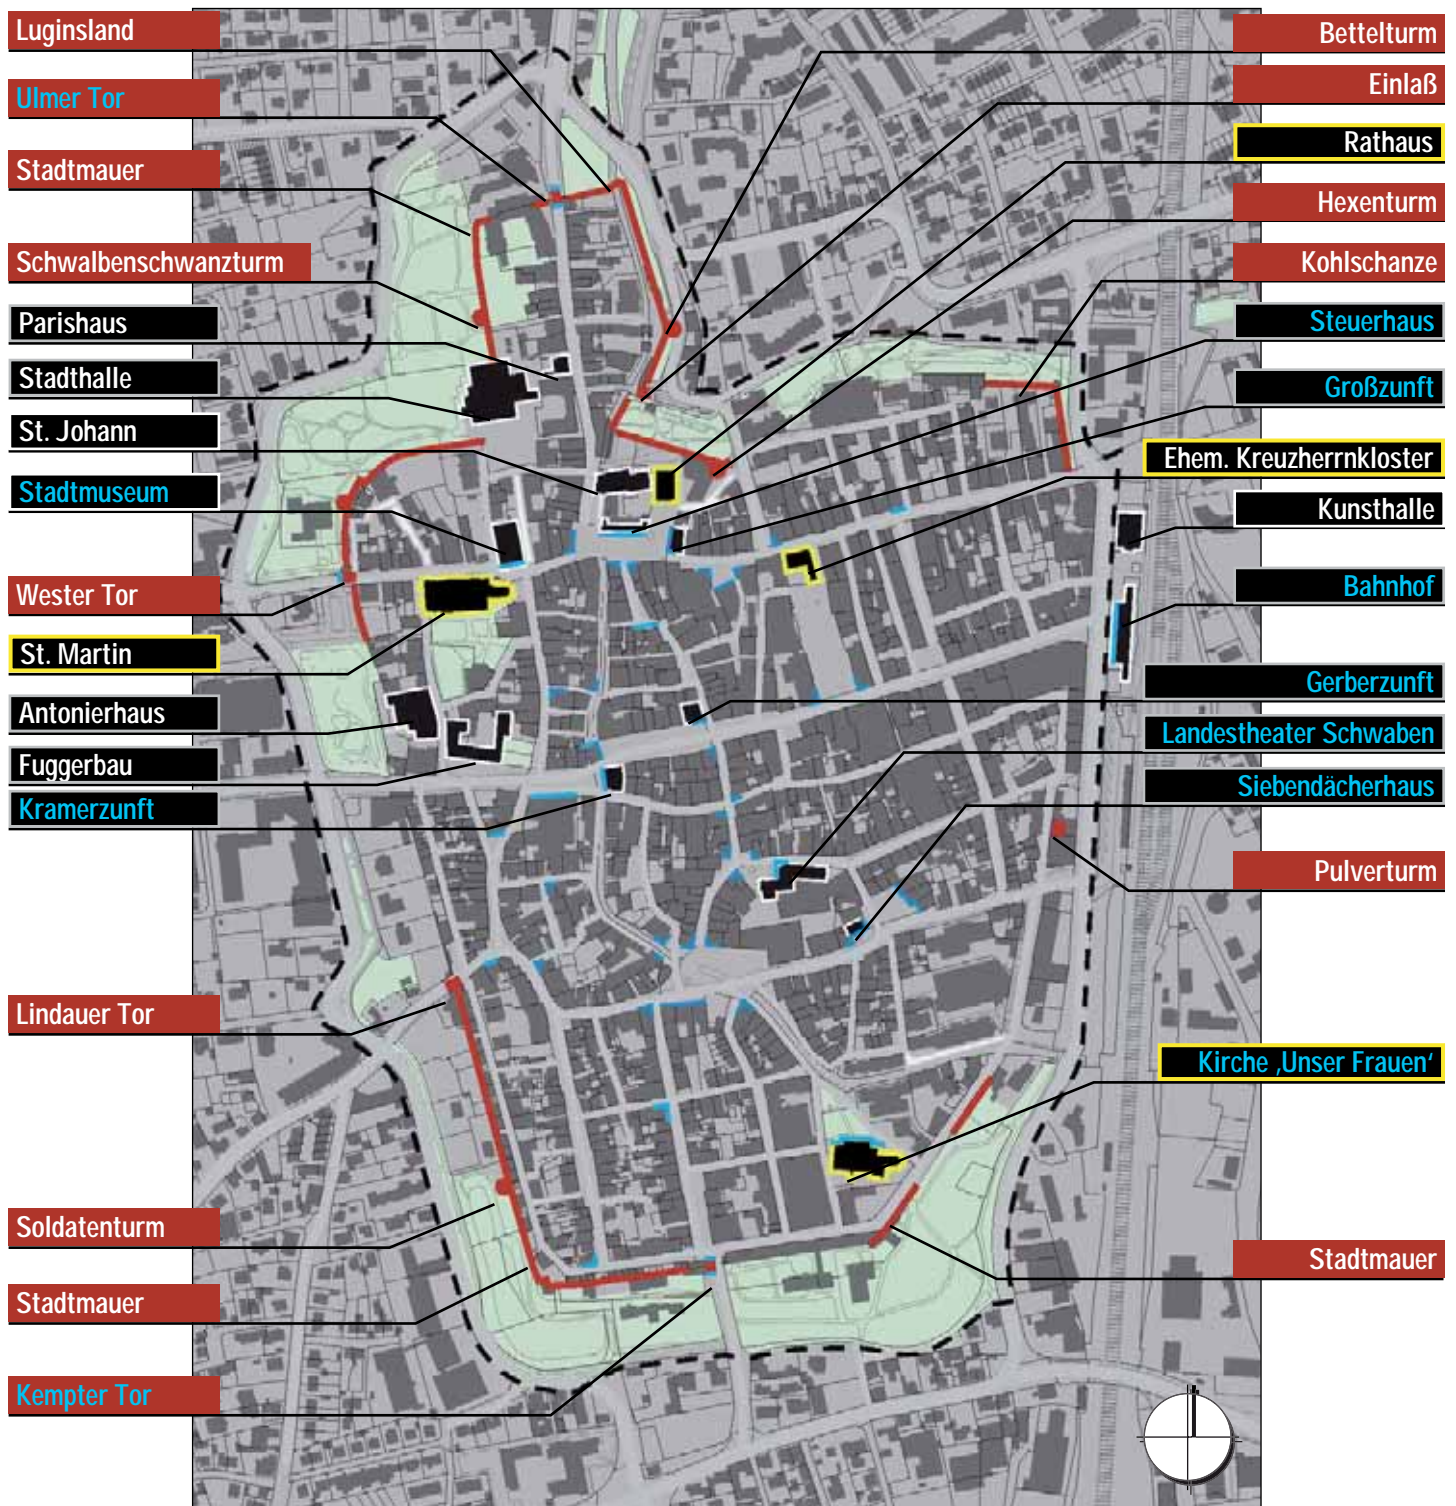 Luginsland
Ulmer Tor
Stadtmauer
Schwalbenschwanzturm
Parishaus
Stadthalle
St. Johann
Stadtmuseum
Wester Tor
St. Martin
Antonierhaus
Fuggerbau
Kramerzunft
Lindauer Tor
Soldatenturm
Stadtmauer
Kempter Tor
Bettelturm
Einlaß
Rathaus
Hexenturm
Kohlschanze
Steuerhaus
Großzunft
Ehem. Kreuzherrnkloster
Kunsthalle
Bahnhof
Gerberzunft
Landestheater Schwaben
Siebendächerhaus
Pulverturm
Kirche ‚Unser Frauen‘
Stadtmauer